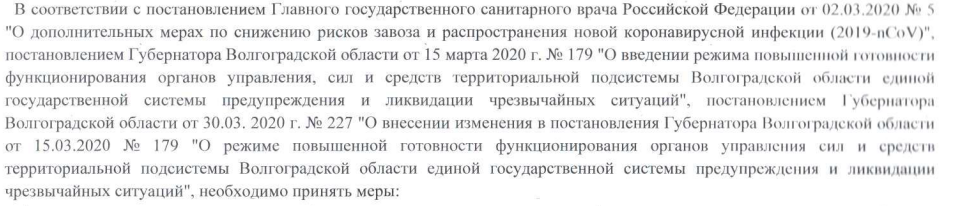 В соответствии с постановлением Главного государственного санитарного врача Российской Федерации от 02.03.2020 № 5
"О дополнительных мерах по снижению рисков завоза и распространения новой коронавирусной инфекции (2019-nCoV)",
постановлением Губернатора Волгоградской области от 15 марта 2020 г. № 179 "О введении режима повышенной готовности
функционирования органов управления, сил и средств территориальной подсистемы Волгоградской области единой
государственной системы предупреждения и ликвидации чрезвычайных ситуаций", постановлением Губернатора
Волгоградской области от 30.03. 2020 г. № 227 "О внесении изменения в постановления Губернатора Волгоградской области
от 15.03.2020 № 179 "О режиме повышенной готовности функционирования органов управления сил и средств
территориальной подсистемы Волгоградской области единой государственной системы предупреждения и ликвидации
чрезвычайных ситуаций", необходимо принять меры: